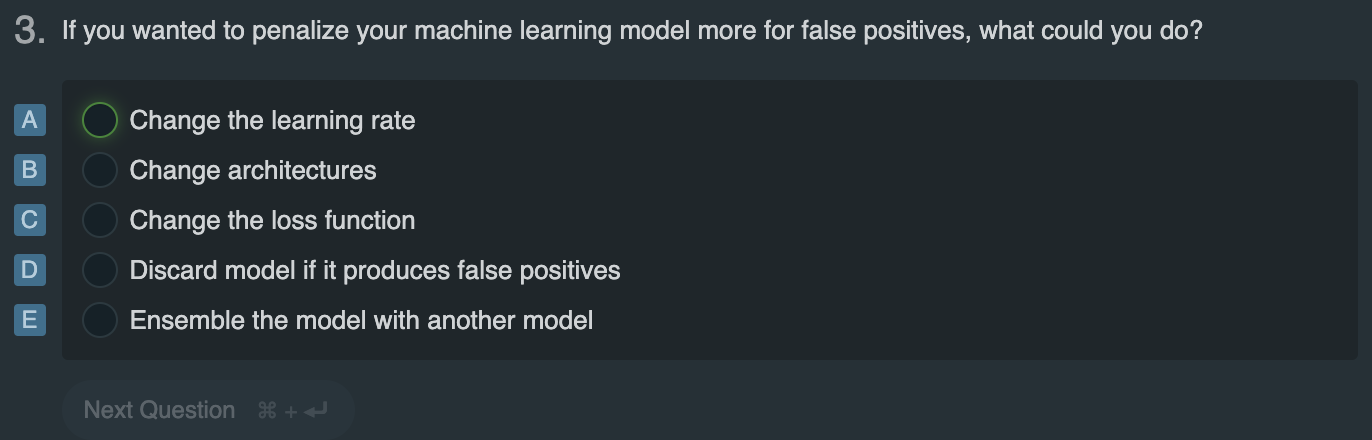 3. If you wanted to penalize your machine learning model more for false positives, what could you do?
A Change the learning rate
B Change architectures
C Change the loss function
D Discard model if it produces false positives
E Ensemble the model with another model
Next Question ⌘ + ↵